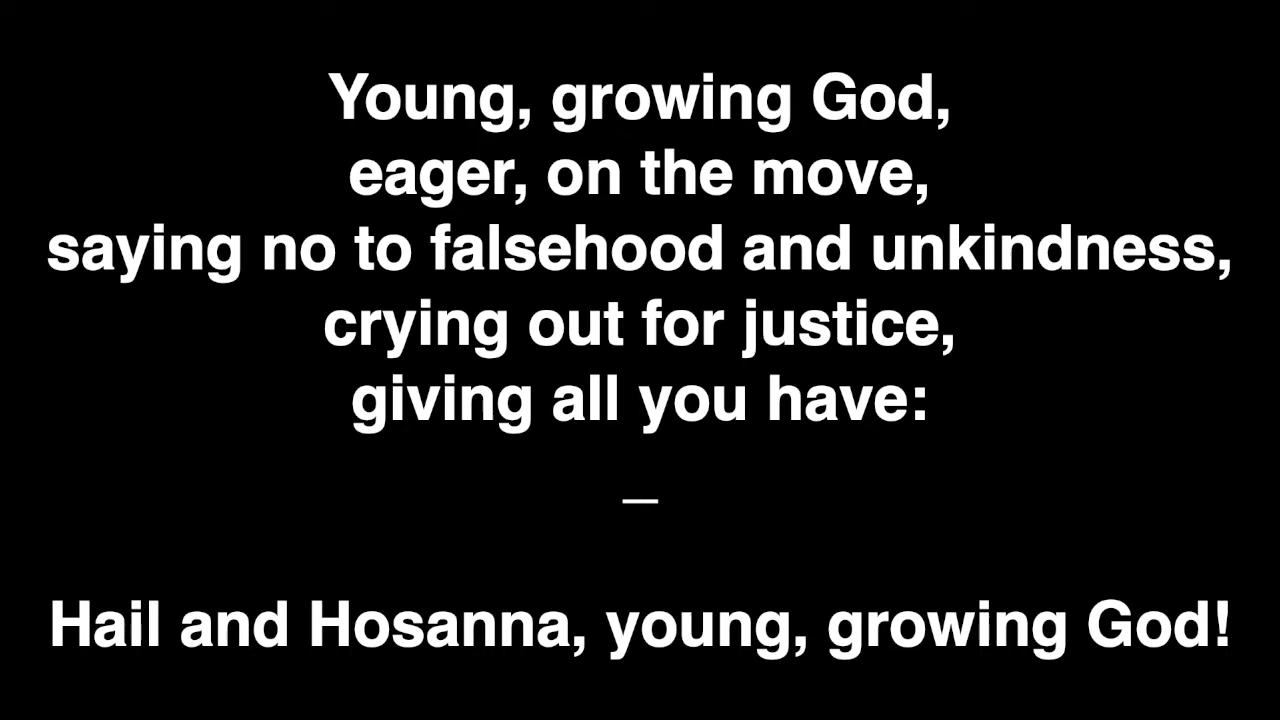 Young, growing God,
eager, on the move,
saying no to falsehood and unkindness,
crying out for justice,
giving all you have:
_
Hail and Hosanna, young, growing God!